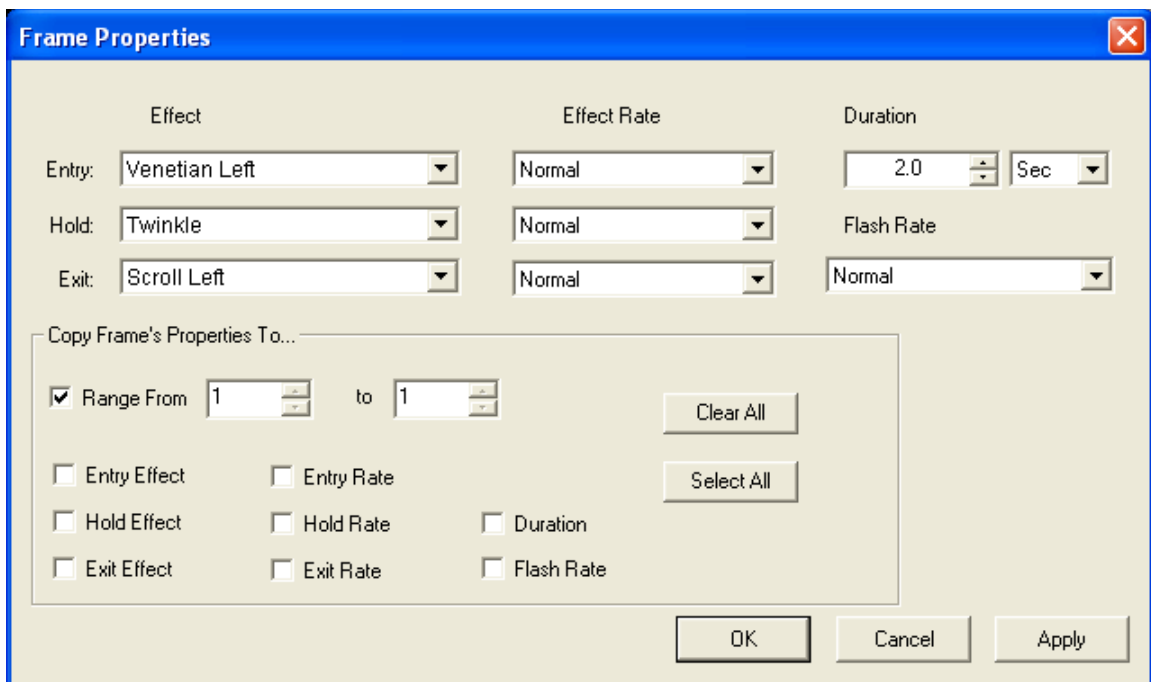 Frame Properties
Effect Effect Rate Duration
Entry: Venetian Left Normal 2.0 Sec
Hold: Twinkle Normal Flash Rate
Exit: Scroll Left Normal Normal
Copy Frame's Properties To...
Range From 1 to 1 Clear All
Entry Effect Entry Rate Select All
Hold Effect Hold Rate Duration
Exit Effect Exit Rate Flash Rate
OK Cancel Apply